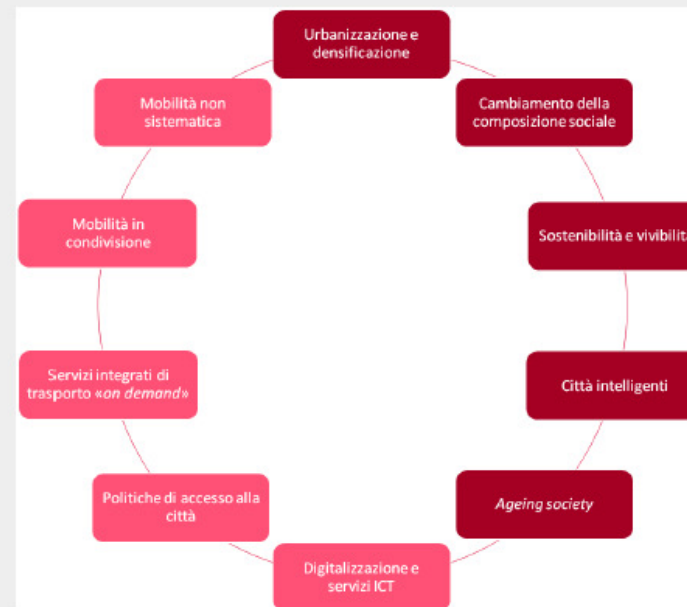 Urbanizzazione e
densificazione
Cambiamento della
composizione sociale
Sostenibilità e vivibilità
Città intelligenti
Ageing society
Digitalizzazione e
servizi ICT
Politiche di accesso alla
città
Servizi integrati di
trasporto «on demand»
Mobilità in
condivisione
Mobilità non
sistematica